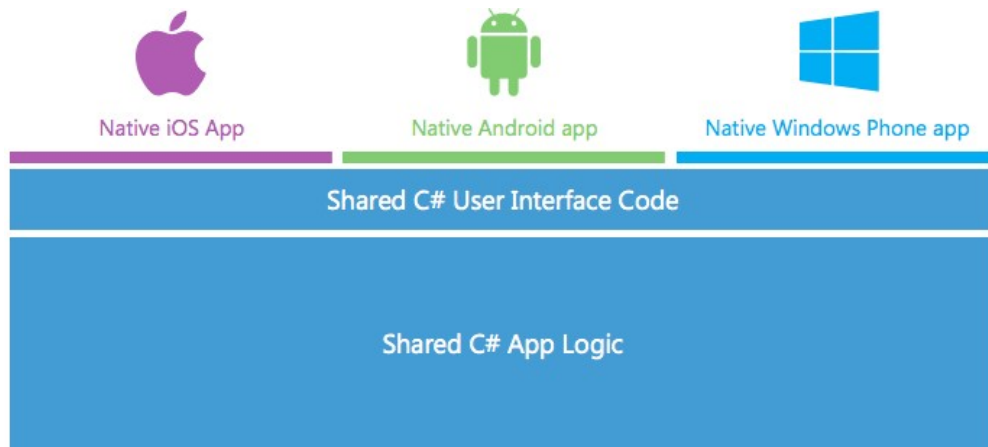 Native iOS App
Native Android app
Native Windows Phone app
Shared C# User Interface Code
Shared C# App Logic